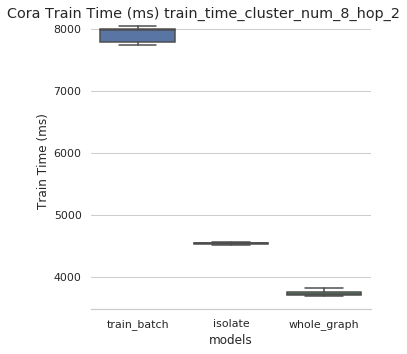 Cora Train Time (ms) train_time_cluster_num_8_hop_2
8000
7000
6000
5000
4000
Train Time (ms)
train_batch isolate whole_graph
models